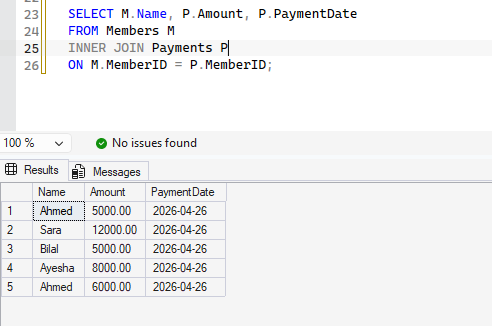 22
23 SELECT M.Name, P.Amount, P.PaymentDate
24 FROM Members M
25 INNER JOIN Payments P
26 ON M.MemberID = P.MemberID;
100 % No issues found
Results Messages
Name Amount PaymentDate
1 Ahmed 5000.00 2026-04-26
2 Sara 12000.00 2026-04-26
3 Bilal 5000.00 2026-04-26
4 Ayesha 8000.00 2026-04-26
5 Ahmed 6000.00 2026-04-26